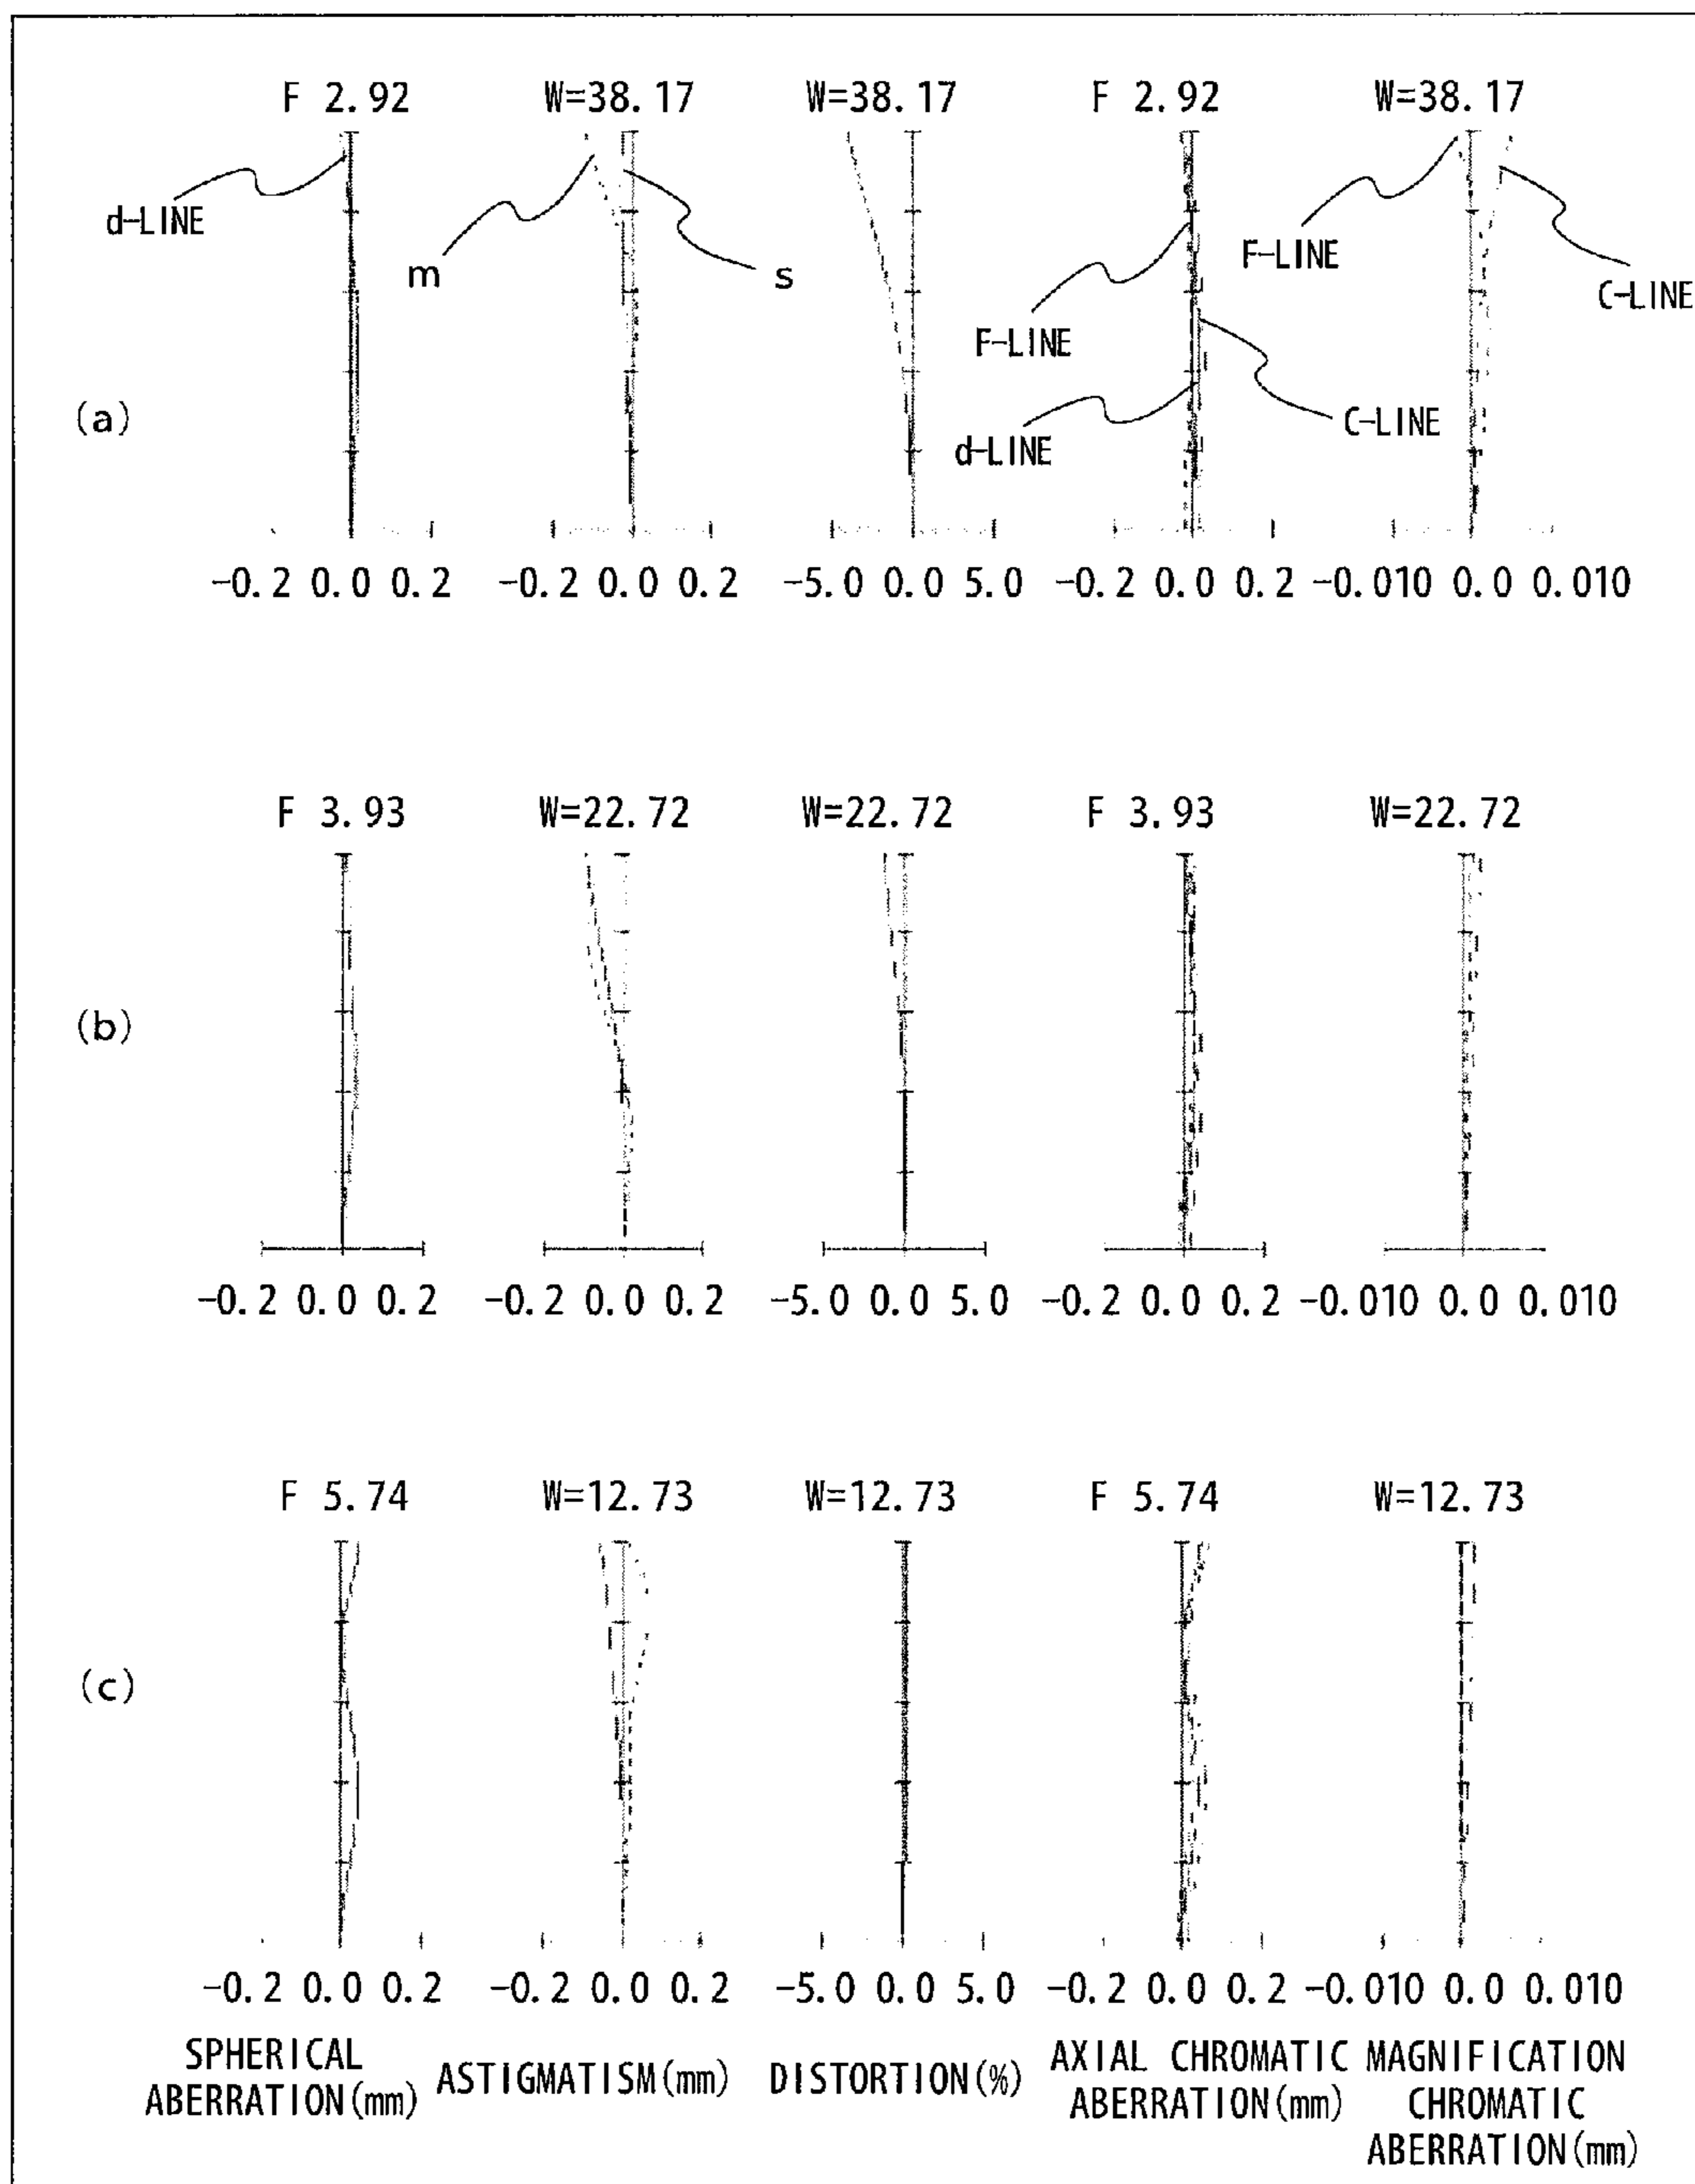 F 2.92 W=38.17 W=38.17 F 2.92 W=38.17
d-LINE m s F-LINE d-LINE C-LINE F-LINE C-LINE
(a)
-0.2 0.0 0.2 -0.2 0.0 0.2 -5.0 0.0 5.0 -0.2 0.0 0.2 -0.010 0.0 0.010
F 3.93 W=22.72 W=22.72 F 3.93 W=22.72
(b)
-0.2 0.0 0.2 -0.2 0.0 0.2 -5.0 0.0 5.0 -0.2 0.0 0.2 -0.010 0.0 0.010
F 5.74 W=12.73 W=12.73 F 5.74 W=12.73
(c)
-0.2 0.0 0.2 -0.2 0.0 0.2 -5.0 0.0 5.0 -0.2 0.0 0.2 -0.010 0.0 0.010
SPHERICAL
ABERRATION(mm)
ASTIGMATISM(mm)
DISTORTION(%)
AXIAL CHROMATIC
ABERRATION(mm)
MAGNIFICATION
CHROMATIC
ABERRATION(mm)